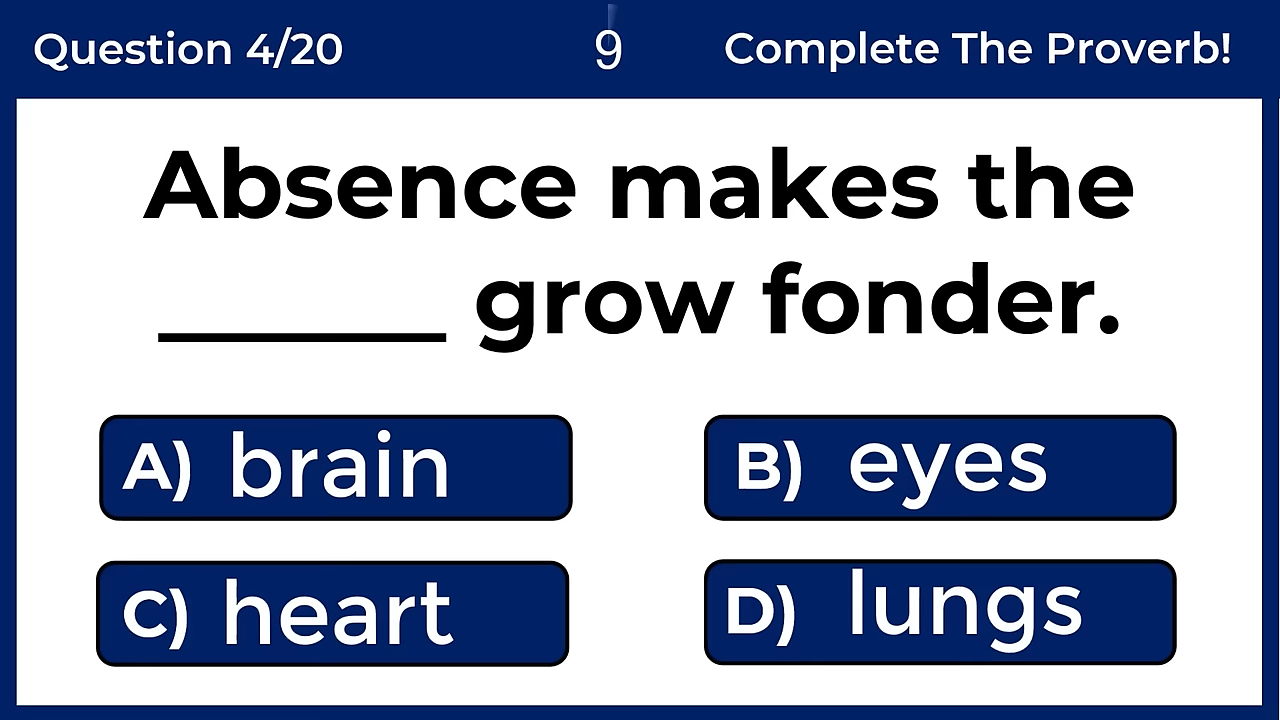 Question 4/20
9
Complete The Proverb!
Absence makes the
______ grow fonder.
A) brain
B) eyes
C) heart
D) lungs